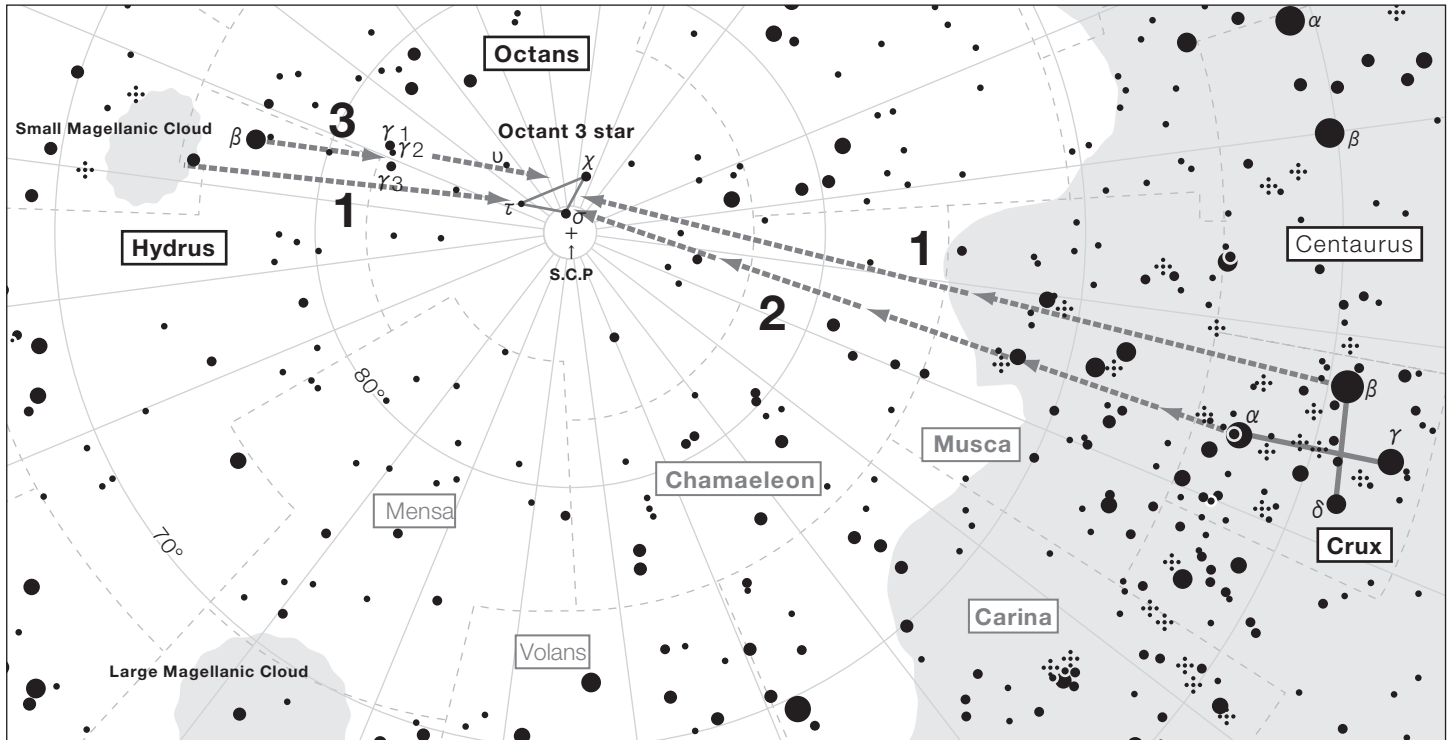 Octans
α
Small Magellanic Cloud
β
3
γ 1
γ2
γ3
Octant 3 star
υ
χ
β
1
τ
σ
+
↑
S.C.P
Hydrus
1
Centaurus
2
80°
β
α
γ
Musca
Chamaeleon
Mensa
δ
70°
Crux
Carina
Volans
Large Magellanic Cloud